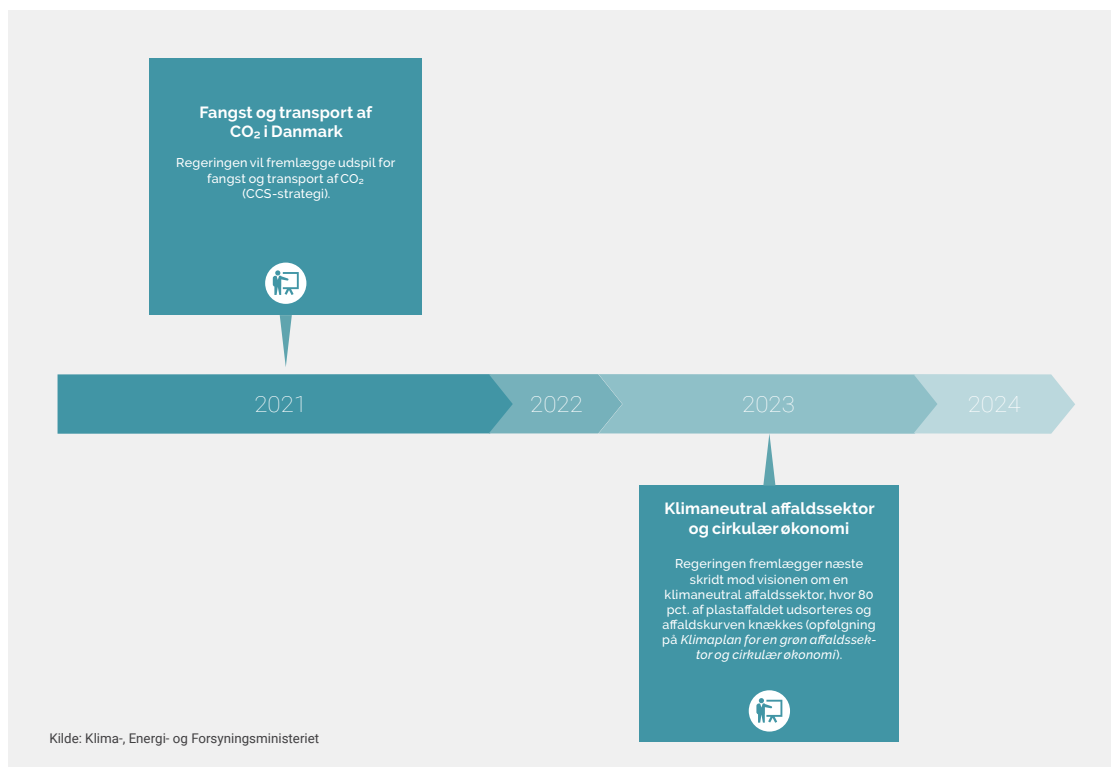 Fangst og transport af
CO₂ i Danmark
Regeringen vil fremlægge udspil for
fangst og transport af CO₂
(CCS-strategi).
2021
2022
2023
2024
Klimaneutral affaldssektor
og cirkulær økonomi
Regeringen fremlægger næste
skridt mod visionen om en
klimaneutral affaldssektor, hvor 80
pct. af plastaffaldet udsorteres og
affaldskurven knækkes (opfølgning
på Klimaplan for en grøn affaldssek-
tor og cirkulær økonomi).
Kilde: Klima-, Energi- og Forsyningsministeriet